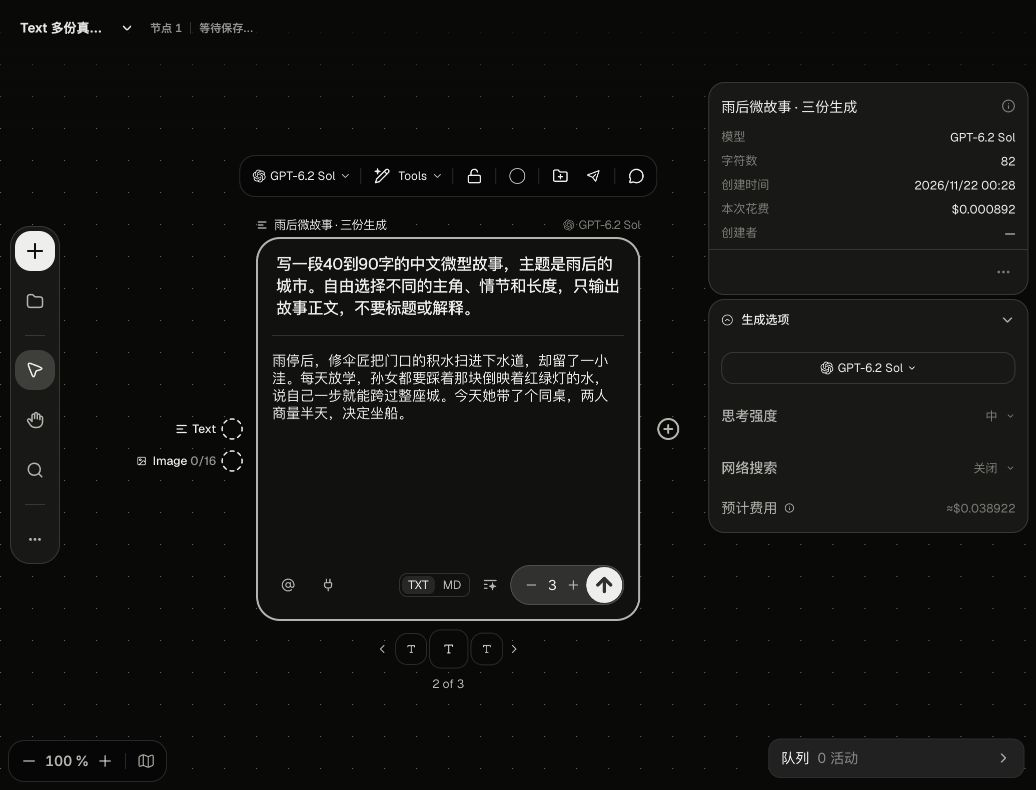 Text 多份真...
节点 1
等待保存...
雨后微故事 · 三份生成
模型
GPT-6.2 Sol
字符数
82
创建时间
2026/11/22 00:28
本次花费
$0.000892
创建者
—
GPT-6.2 Sol
Tools
雨后微故事 · 三份生成
GPT-6.2 Sol
写一段40到90字的中文微型故事，主题是雨后的
城市。自由选择不同的主角、情节和长度，只输出
故事正文，不要标题或解释。
雨停后，修伞匠把门口的积水扫进下水道，却留了一小
洼。每天放学，孙女都要踩着那块倒映着红绿灯的水，
说自己一步就能跨过整座城。今天她带了个同桌，两人
商量半天，决定坐船。
生成选项
GPT-6.2 Sol
思考强度
中
网络搜索
关闭
预计费用
≈$0.038922
Text
Image 0/16
TXT
MD
3
T
T
T
2 of 3
100 %
队列
0 活动